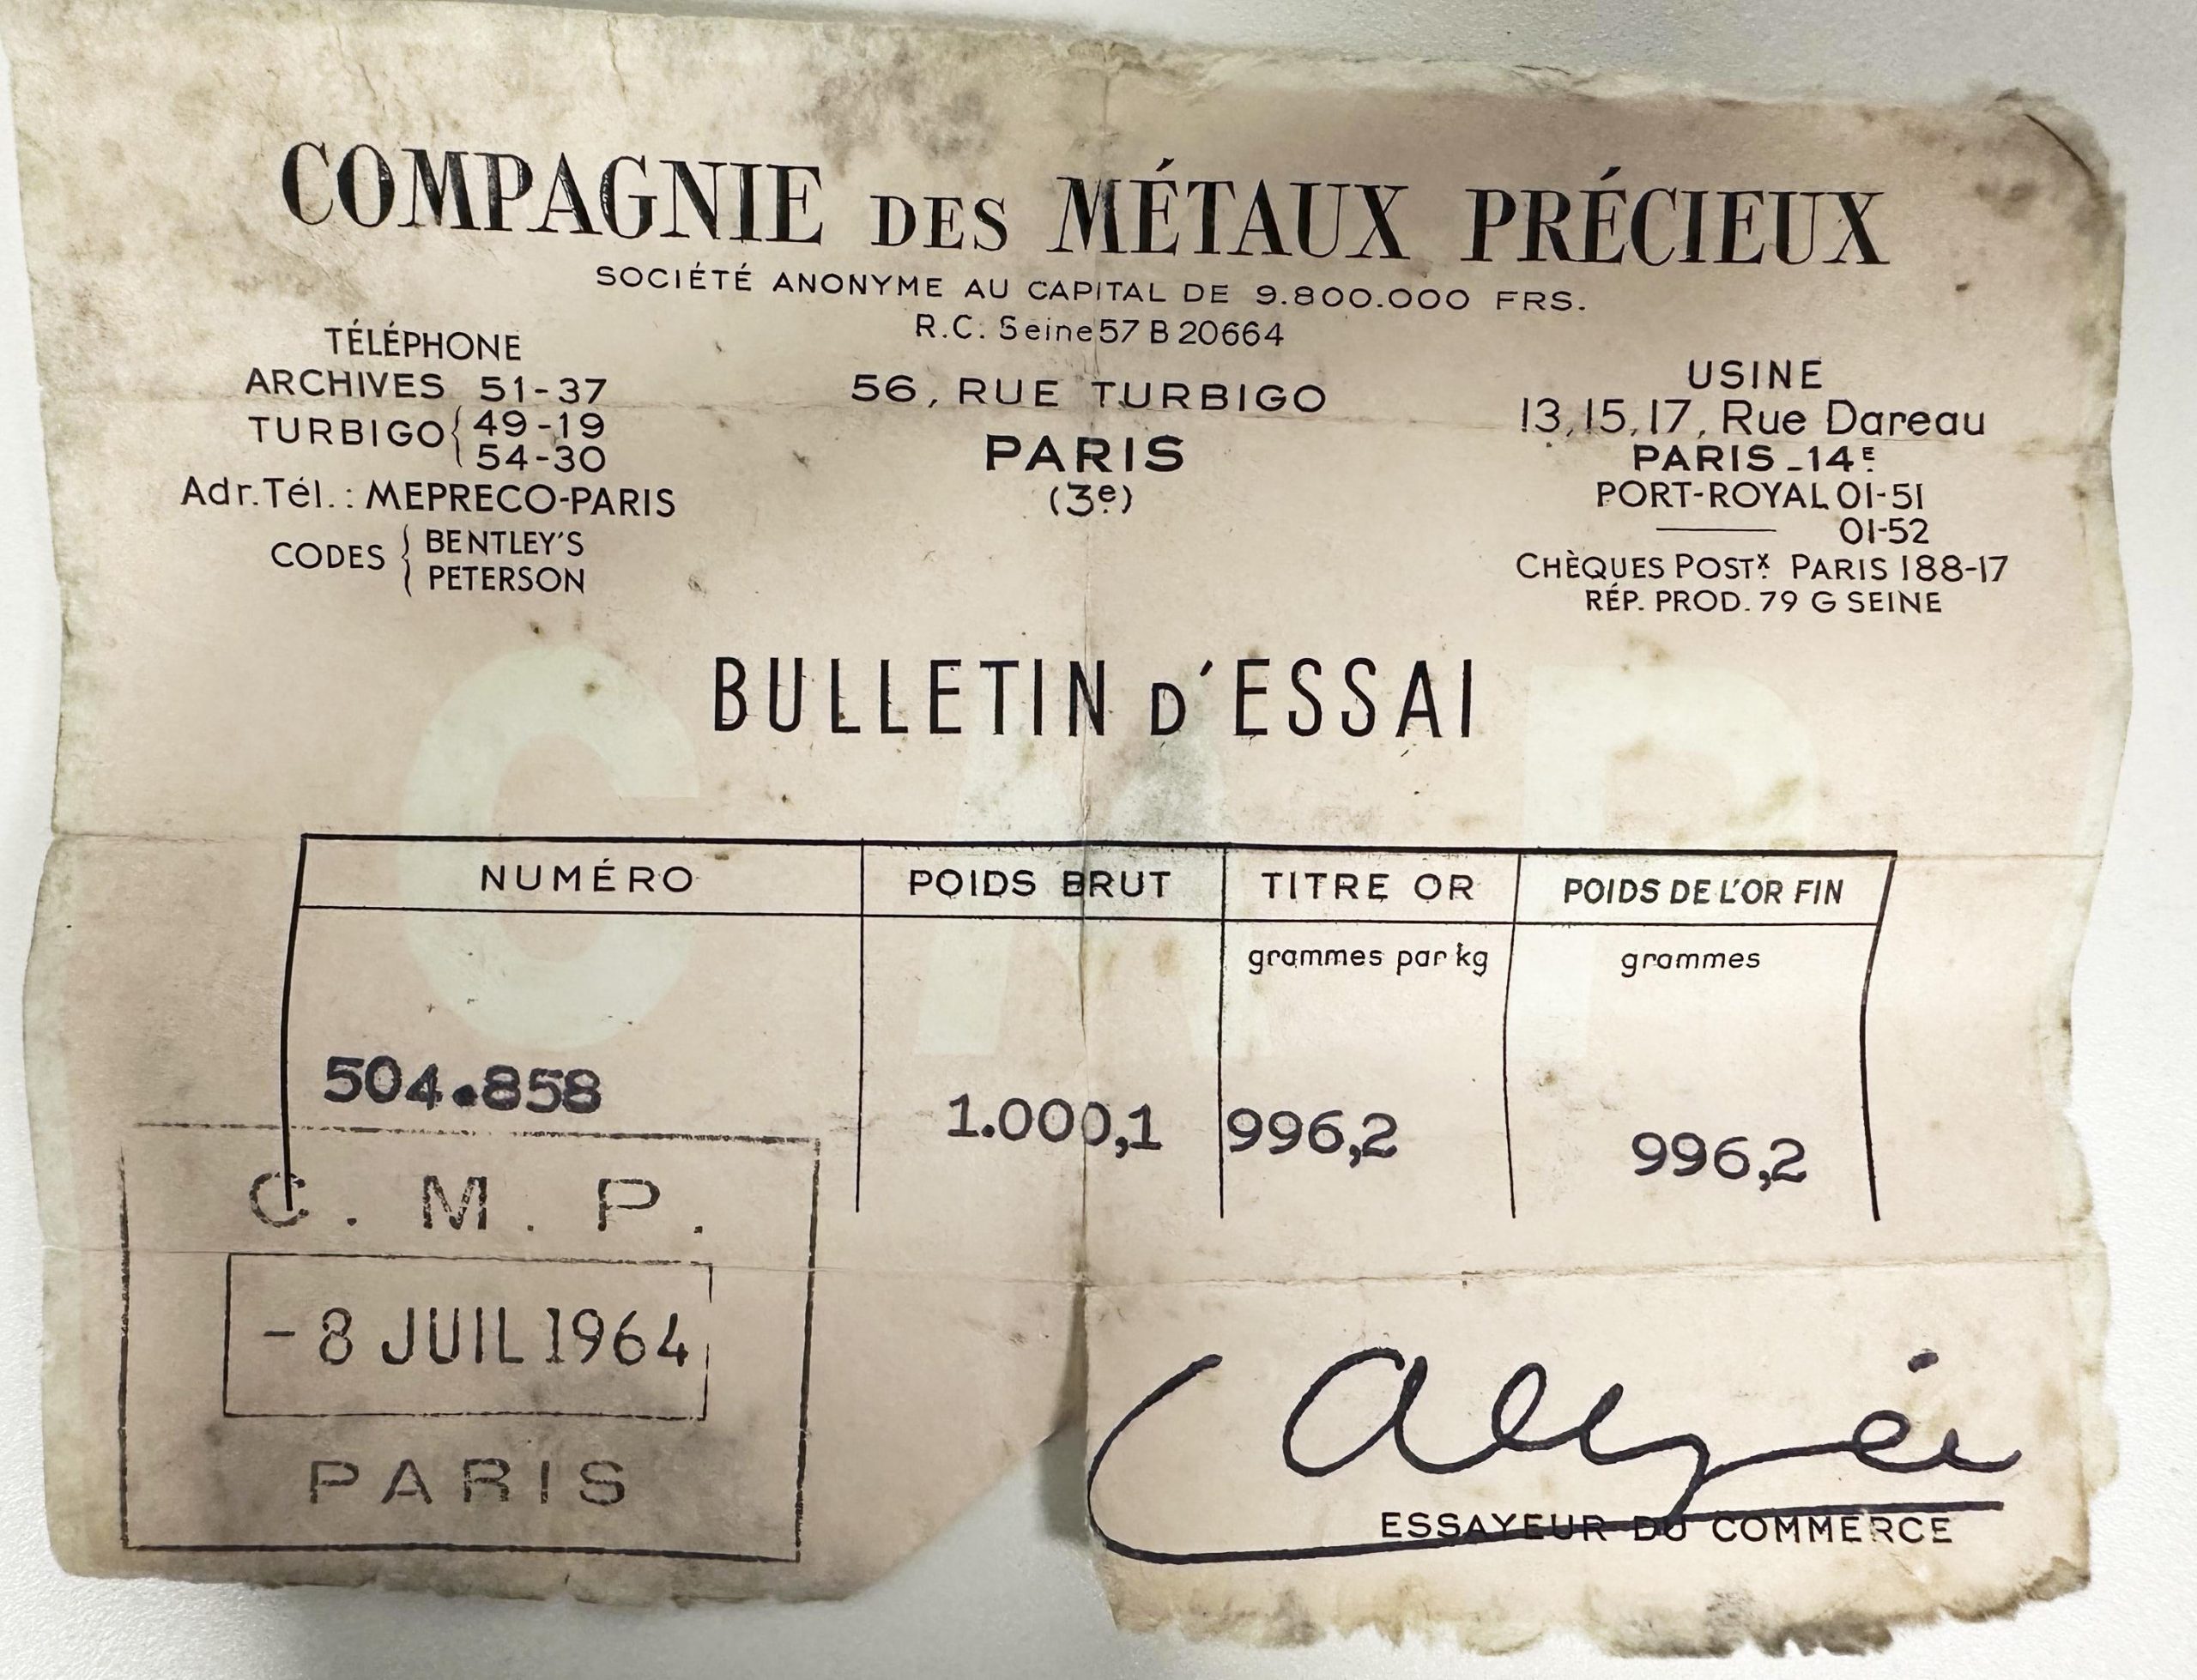 COMPAGNIE DES MÉTAUX PRÉCIEUX
SOCIÉTÉ ANONYME AU CAPITAL DE 9.800.000 FRS.
R.C. Seine 57 B 20664
TÉLÉPHONE
ARCHIVES 51-37
TURBIGO { 49-19
54-30
Adr.Tél.: MEPRECO-PARIS
CODES { BENTLEY'S
PETERSON
56, RUE TURBIGO
PARIS
(3e)
USINE
13,15,17, Rue Dareau
PARIS-14E
PORT-ROYAL 01-51
—— 01-52
CHÈQUES POSTx PARIS 188-17
RÉP. PROD. 79 G SEINE
BULLETIN D'ESSAI
C M P
NUMÉRO POIDS BRUT TITRE OR POIDS DE L'OR FIN
grammes par kg grammes
504.858 1.000,1 996,2 996,2
C. M. P.
-8 JUIL 1964
PARIS
ESSAYEUR DU COMMERCE